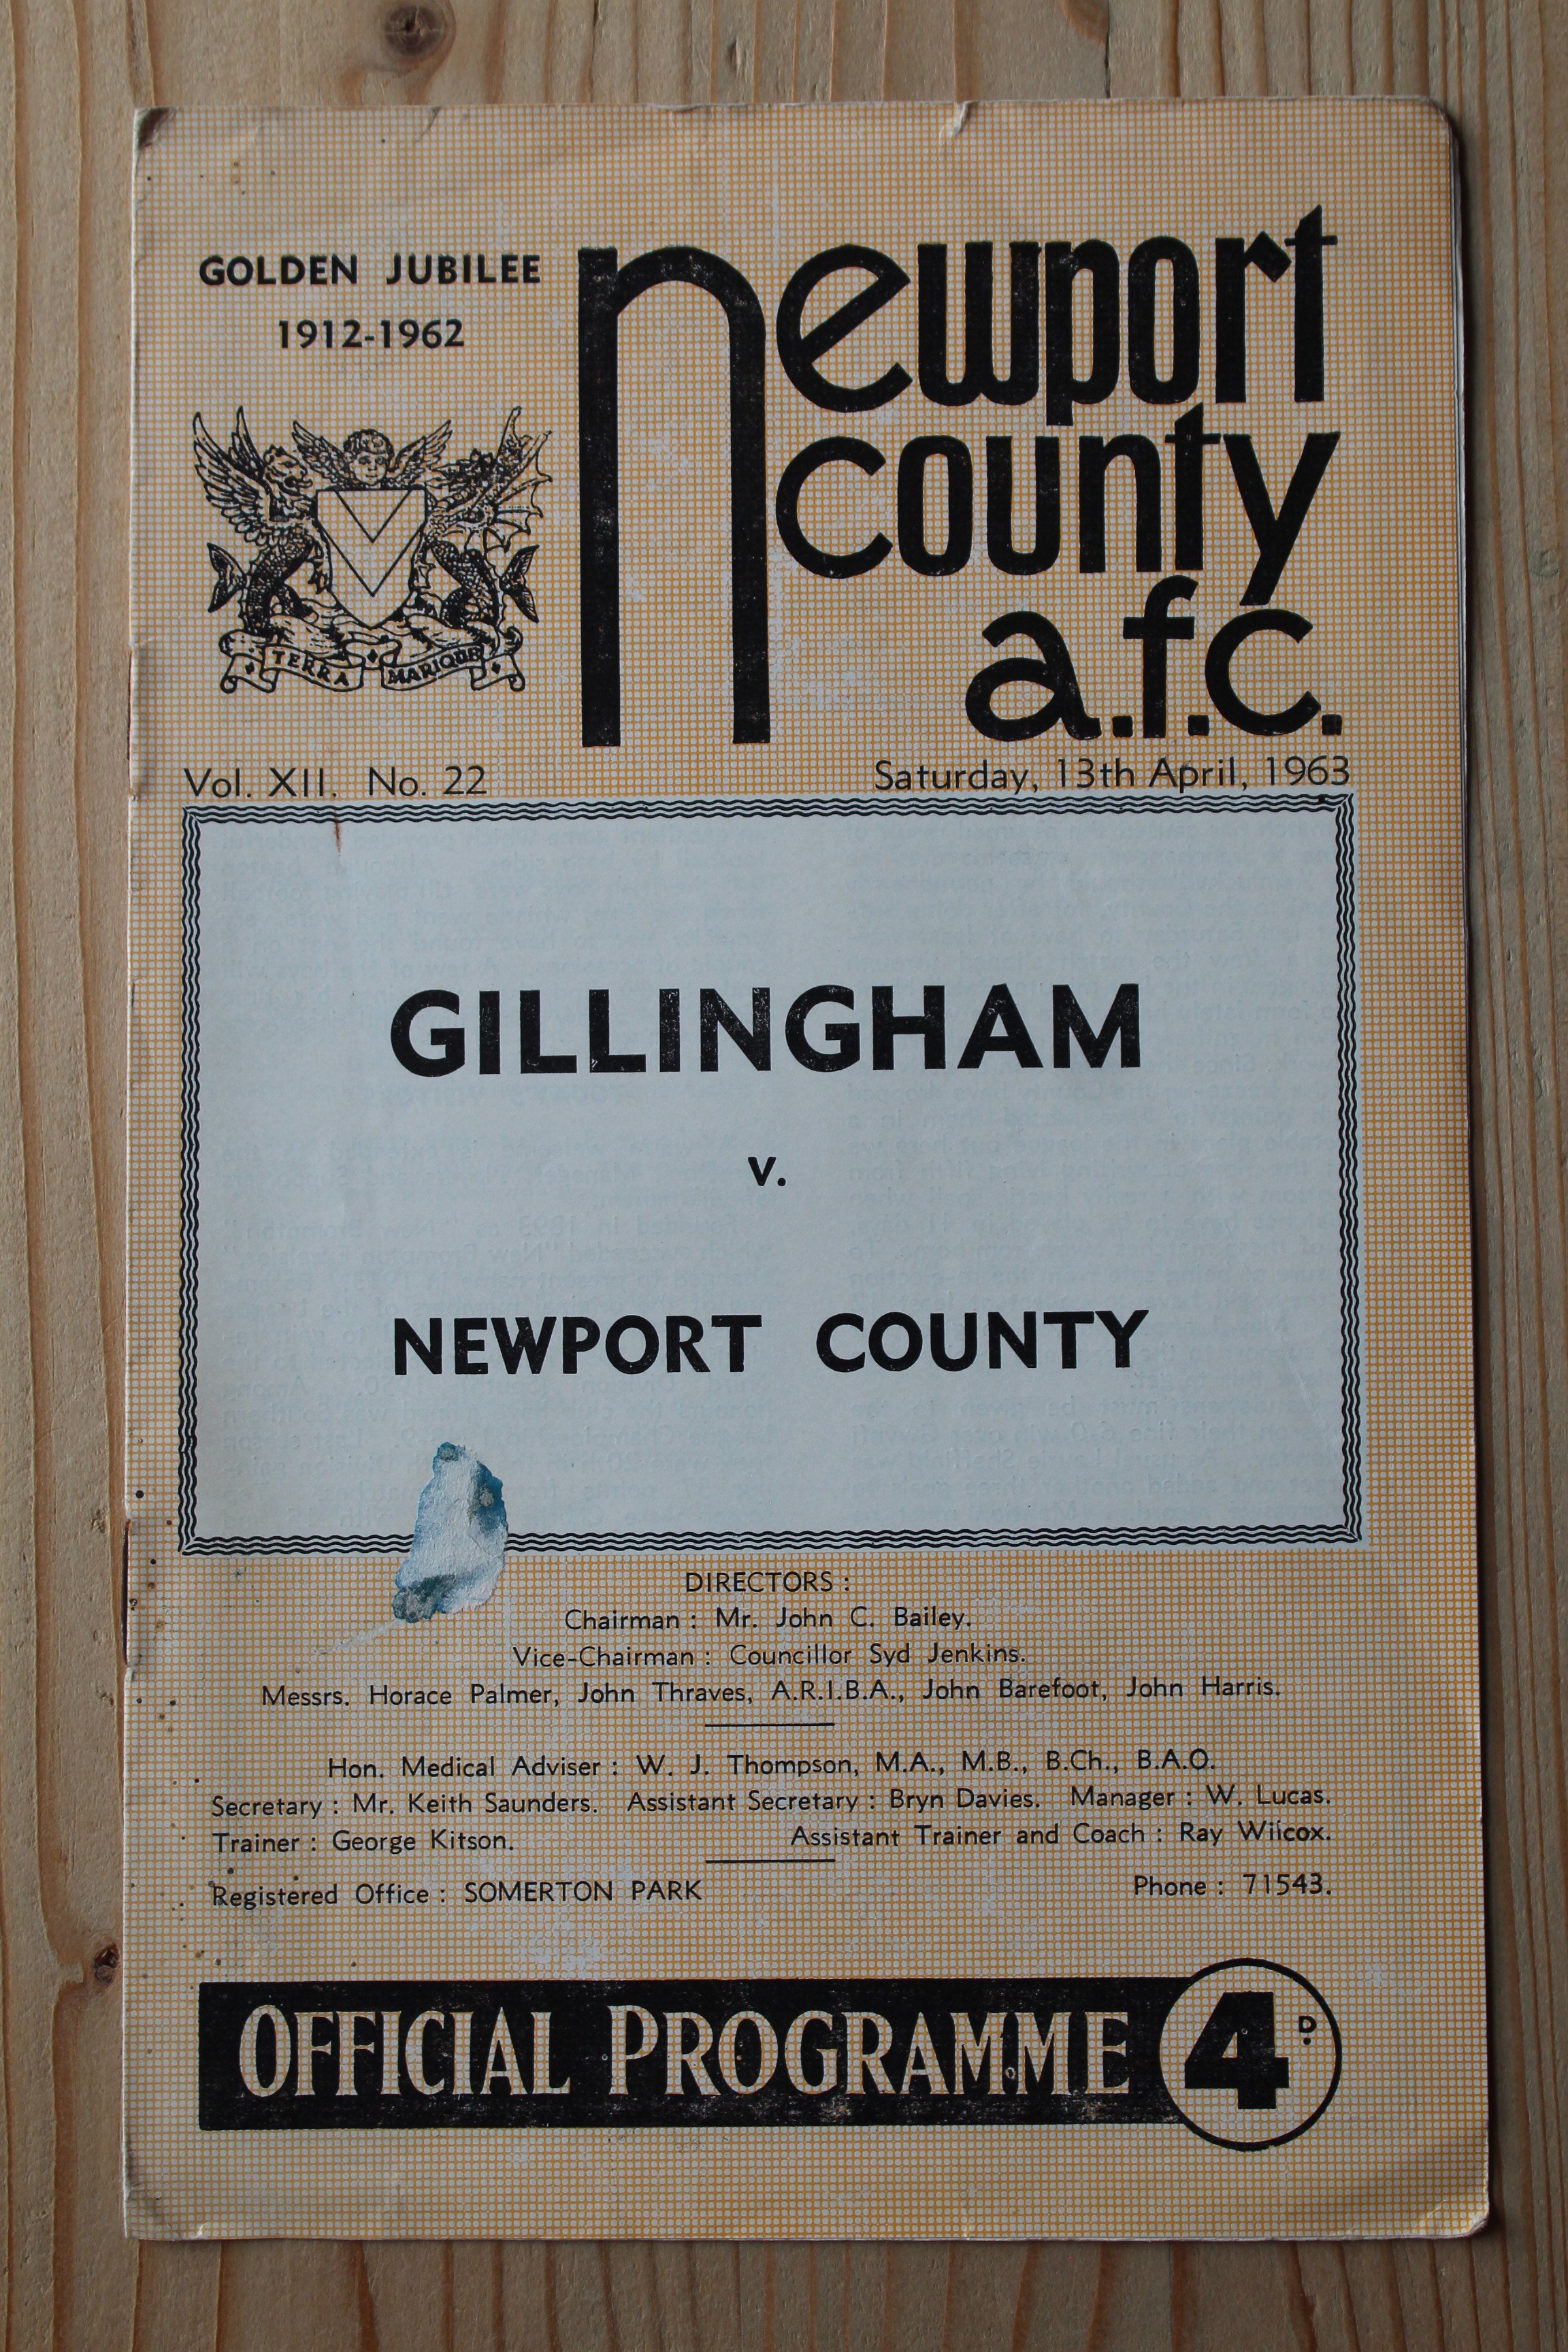 GOLDEN JUBILEE
1912-1962
newport
county
a.f.c.
TERRA MARIQUE
Vol. XII. No. 22
Saturday, 13th April, 1963
GILLINGHAM
v.
NEWPORT COUNTY
DIRECTORS :
Chairman : Mr. John C. Bailey.
Vice-Chairman : Councillor Syd Jenkins.
Messrs. Horace Palmer, John Thraves, A.R.I.B.A., John Barefoot, John Harris.
Hon. Medical Adviser : W. J. Thompson, M.A., M.B., B.Ch., B.A.O.
Secretary : Mr. Keith Saunders. Assistant Secretary : Bryn Davies. Manager : W. Lucas.
Trainer : George Kitson. Assistant Trainer and Coach : Ray Wilcox.
Registered Office : SOMERTON PARK Phone : 71543.
OFFICIAL PROGRAMME 4D.